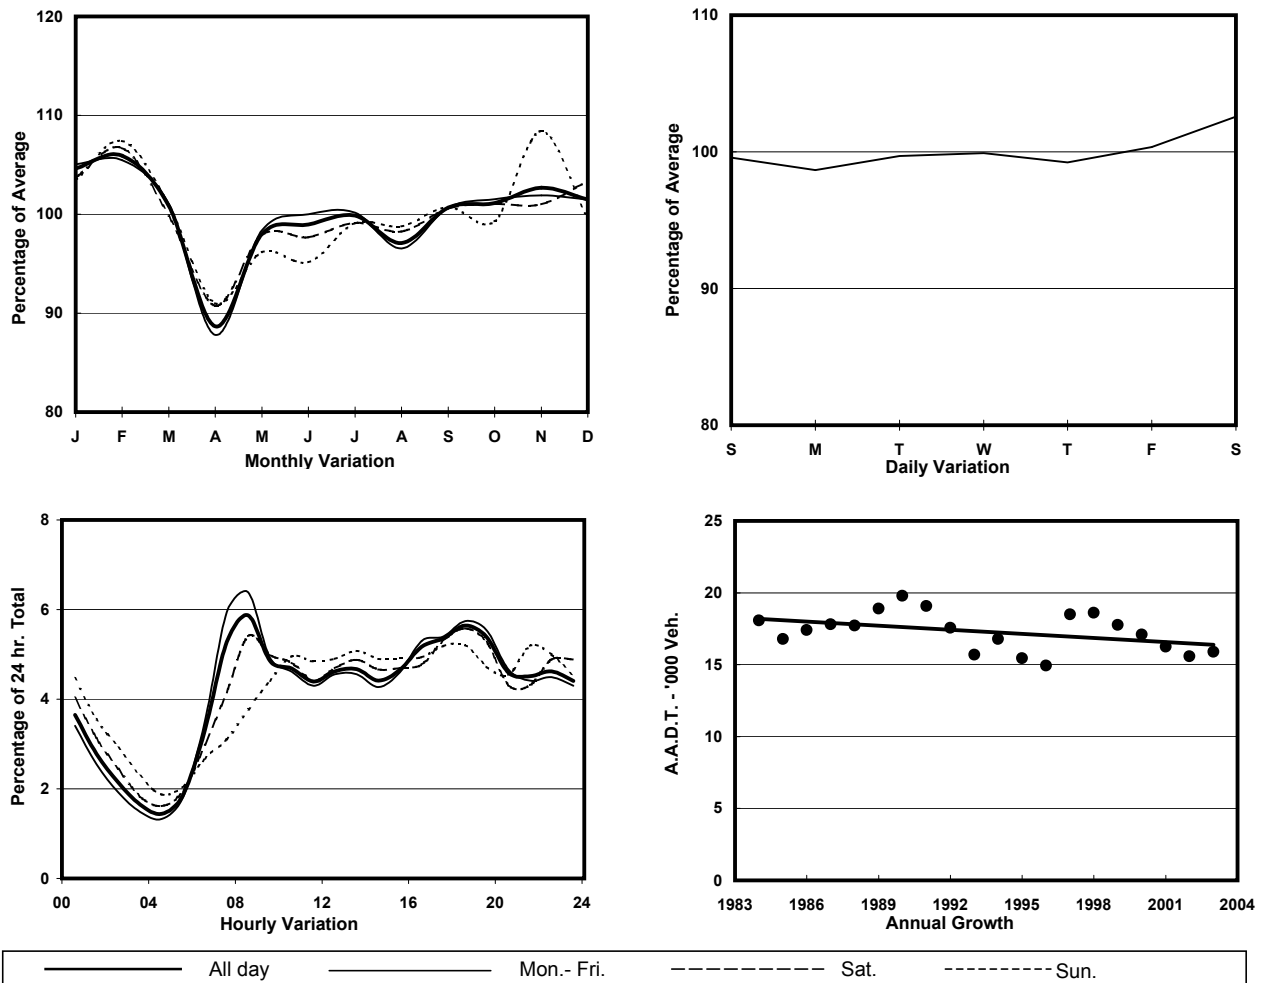 120
110
100
90
80
Percentage of Average
J F M A M J J A S O N D
Monthly Variation
110
100
90
80
Percentage of Average
S M T W T F S
Daily Variation
8
6
4
2
0
Percentage of 24 hr. Total
00 04 08 12 16 20 24
Hourly Variation
25
20
15
10
5
0
A.A.D.T. - '000 Veh.
1983 1986 1989 1992 1995 1998 2001 2004
Annual Growth
All day Mon.- Fri. Sat. Sun.